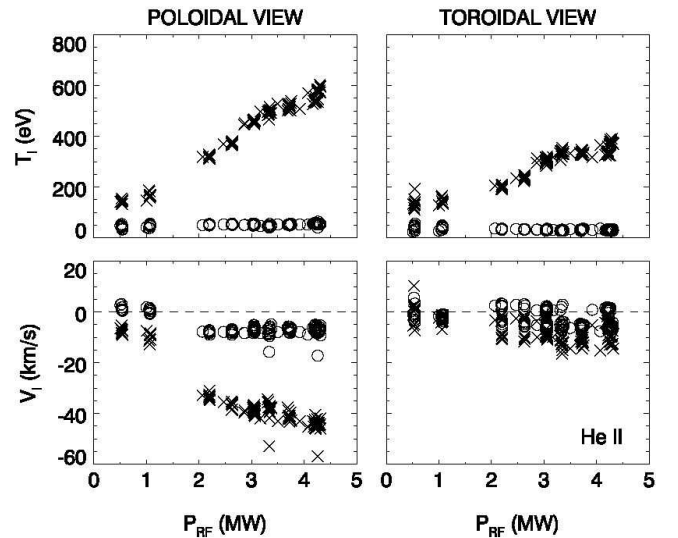 POLOIDAL VIEW TOROIDAL VIEW
800
600
400
200
0
T_I (eV)
20
0
-20
-40
-60
V_I (km/s)
He II
0 1 2 3 4 5 0 1 2 3 4 5
P_RF (MW) P_RF (MW)